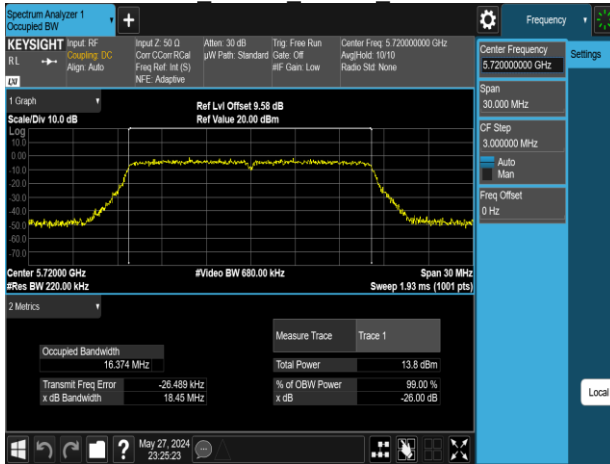 Spectrum Analyzer 1
Occupied BW
Frequency
KEYSIGHT
RL
LXI
Input: RF
Coupling: DC
Align: Auto
Input Z: 50 Ω
Corr CCorr RCal
Freq Ref: Int (S)
NFE: Adaptive
Atten: 30 dB
µW Path: Standard
Trig: Free Run
Gate: Off
#IF Gain: Low
Center Freq: 5.720000000 GHz
Avg|Hold: 10/10
Radio Std: None
Center Frequency
5.720000000 GHz
Settings
Span
30.000 MHz
CF Step
3.000000 MHz
Auto
Man
Freq Offset
0 Hz
1 Graph
Scale/Div 10.0 dB
Ref Lvl Offset 9.58 dB
Ref Value 20.00 dBm
Log
10.0
0.00
-10.0
-20.0
-30.0
-40.0
-50.0
-60.0
-70.0
Center 5.72000 GHz
#Video BW 680.00 kHz
Span 30 MHz
#Res BW 220.00 kHz
Sweep 1.93 ms (1001 pts)
2 Metrics
Measure Trace
Trace 1
Occupied Bandwidth
16.374 MHz
Total Power
13.8 dBm
Transmit Freq Error
-26.489 kHz
% of OBW Power
99.00 %
x dB Bandwidth
18.45 MHz
x dB
-26.00 dB
Local
?
May 27, 2024
23:25:23